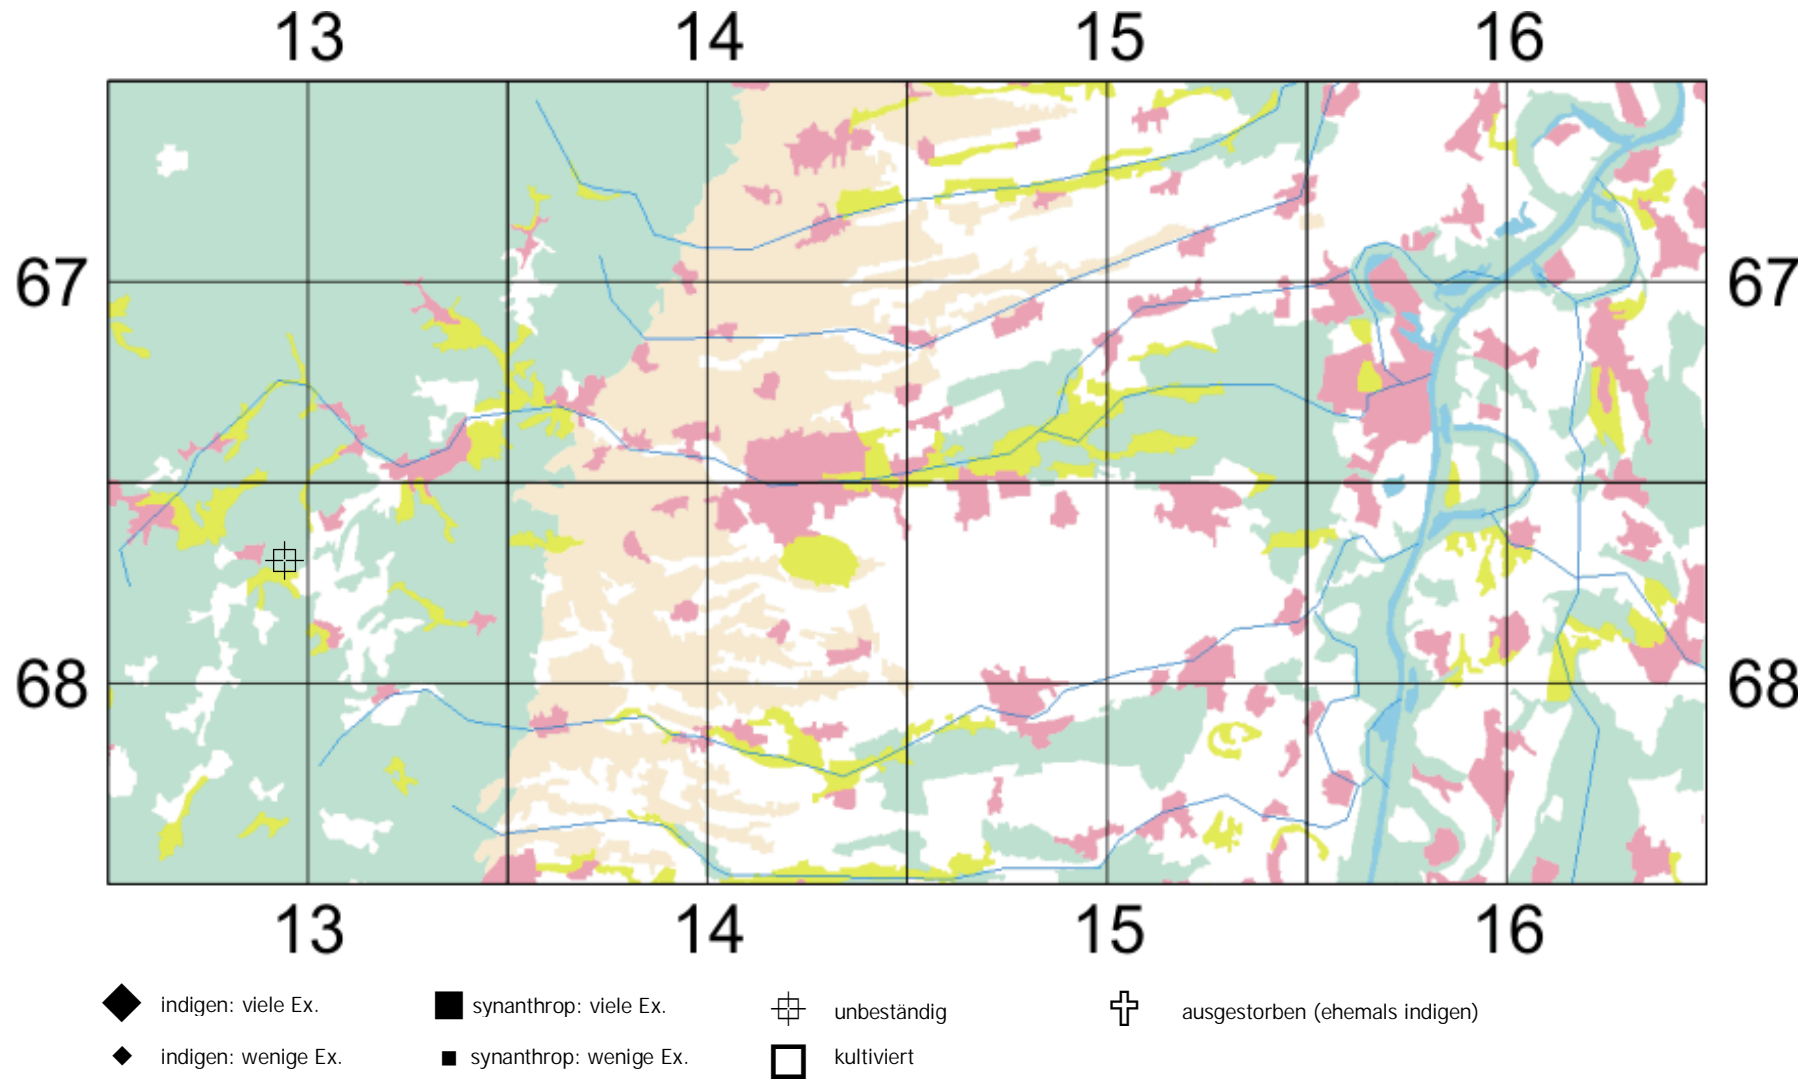 13 14 15 16
67 67
68 68
13 14 15 16
indigen: viele Ex. synanthrop: viele Ex. unbeständig ausgestorben (ehemals indigen)
indigen: wenige Ex. synanthrop: wenige Ex. kultiviert